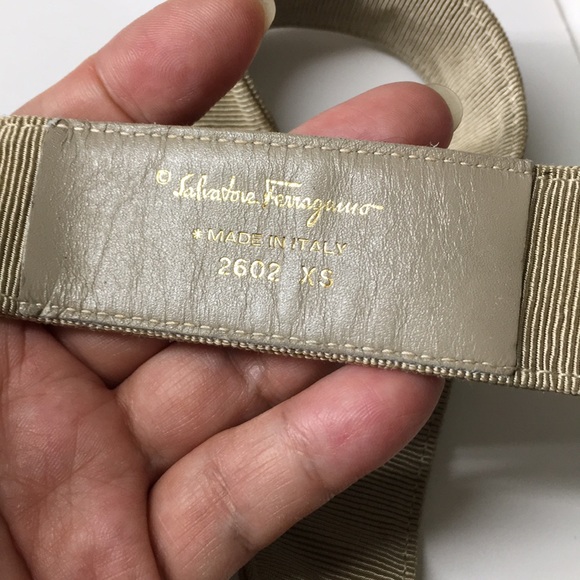 © Salvatore Ferragamo
* MADE IN ITALY
2602 XS